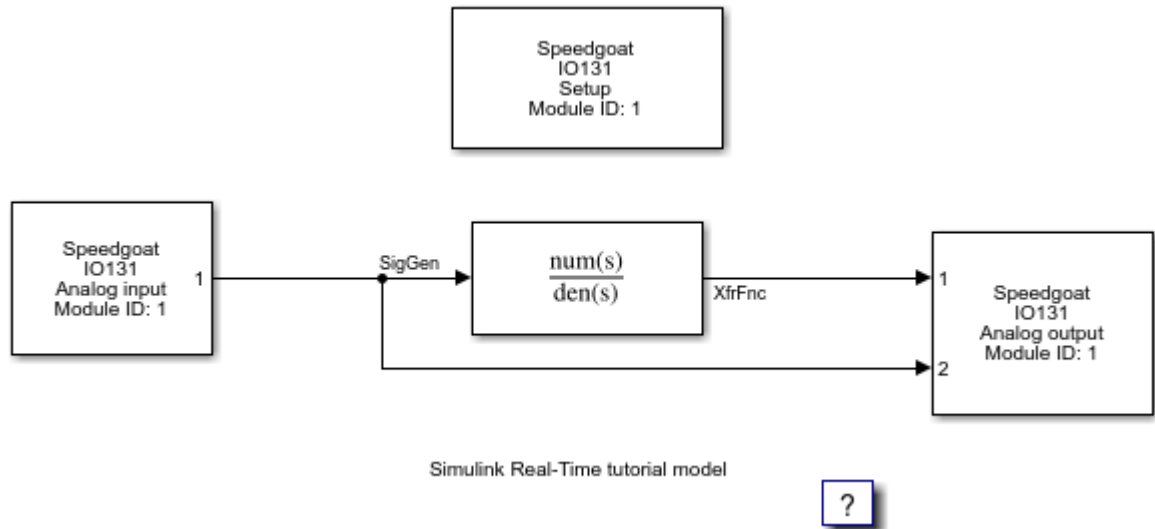 Speedgoat
IO131
Setup
Module ID: 1
Speedgoat
IO131
Analog input
Module ID: 1
1
SigGen
num(s)
den(s)
XfrFnc
1
2
Speedgoat
IO131
Analog output
Module ID: 1
Simulink Real-Time tutorial model
?